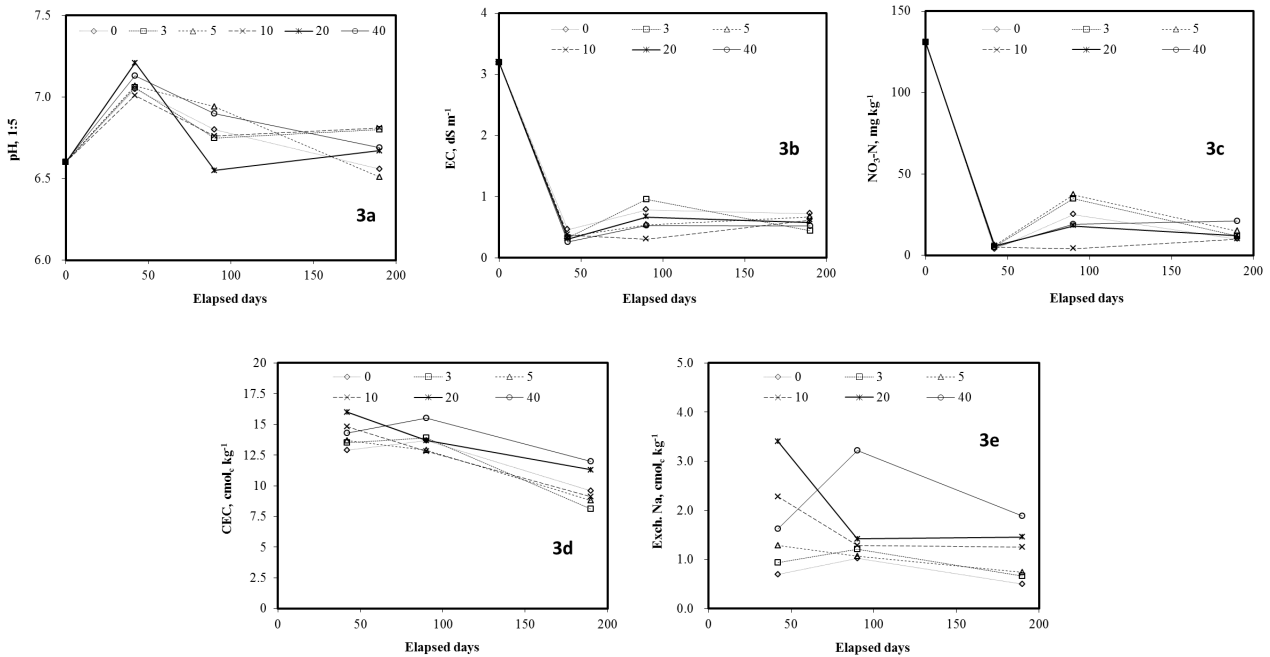 7.5
7.0
6.5
6.0
pH, 1:5
0 3 5 10 20 40
3a
0 50 100 150 200
Elapsed days
4
3
2
1
0
EC, dS m-1
0 3 5
10 20 40
3b
0 50 100 150 200
Elapsed days
150
100
50
0
NO3-N, mg kg-1
0 3 5
10 20 40
3c
0 50 100 150 200
Elapsed days
20
17.5
15
12.5
10
7.5
5
2.5
0
CEC, cmolc kg-1
0 3 5
10 20 40
3d
0 50 100 150 200
Elapsed days
5.0
4.0
3.0
2.0
1.0
0.0
Exch. Na, cmolc kg-1
0 3 5
10 20 40
3e
0 50 100 150 200
Elapsed days